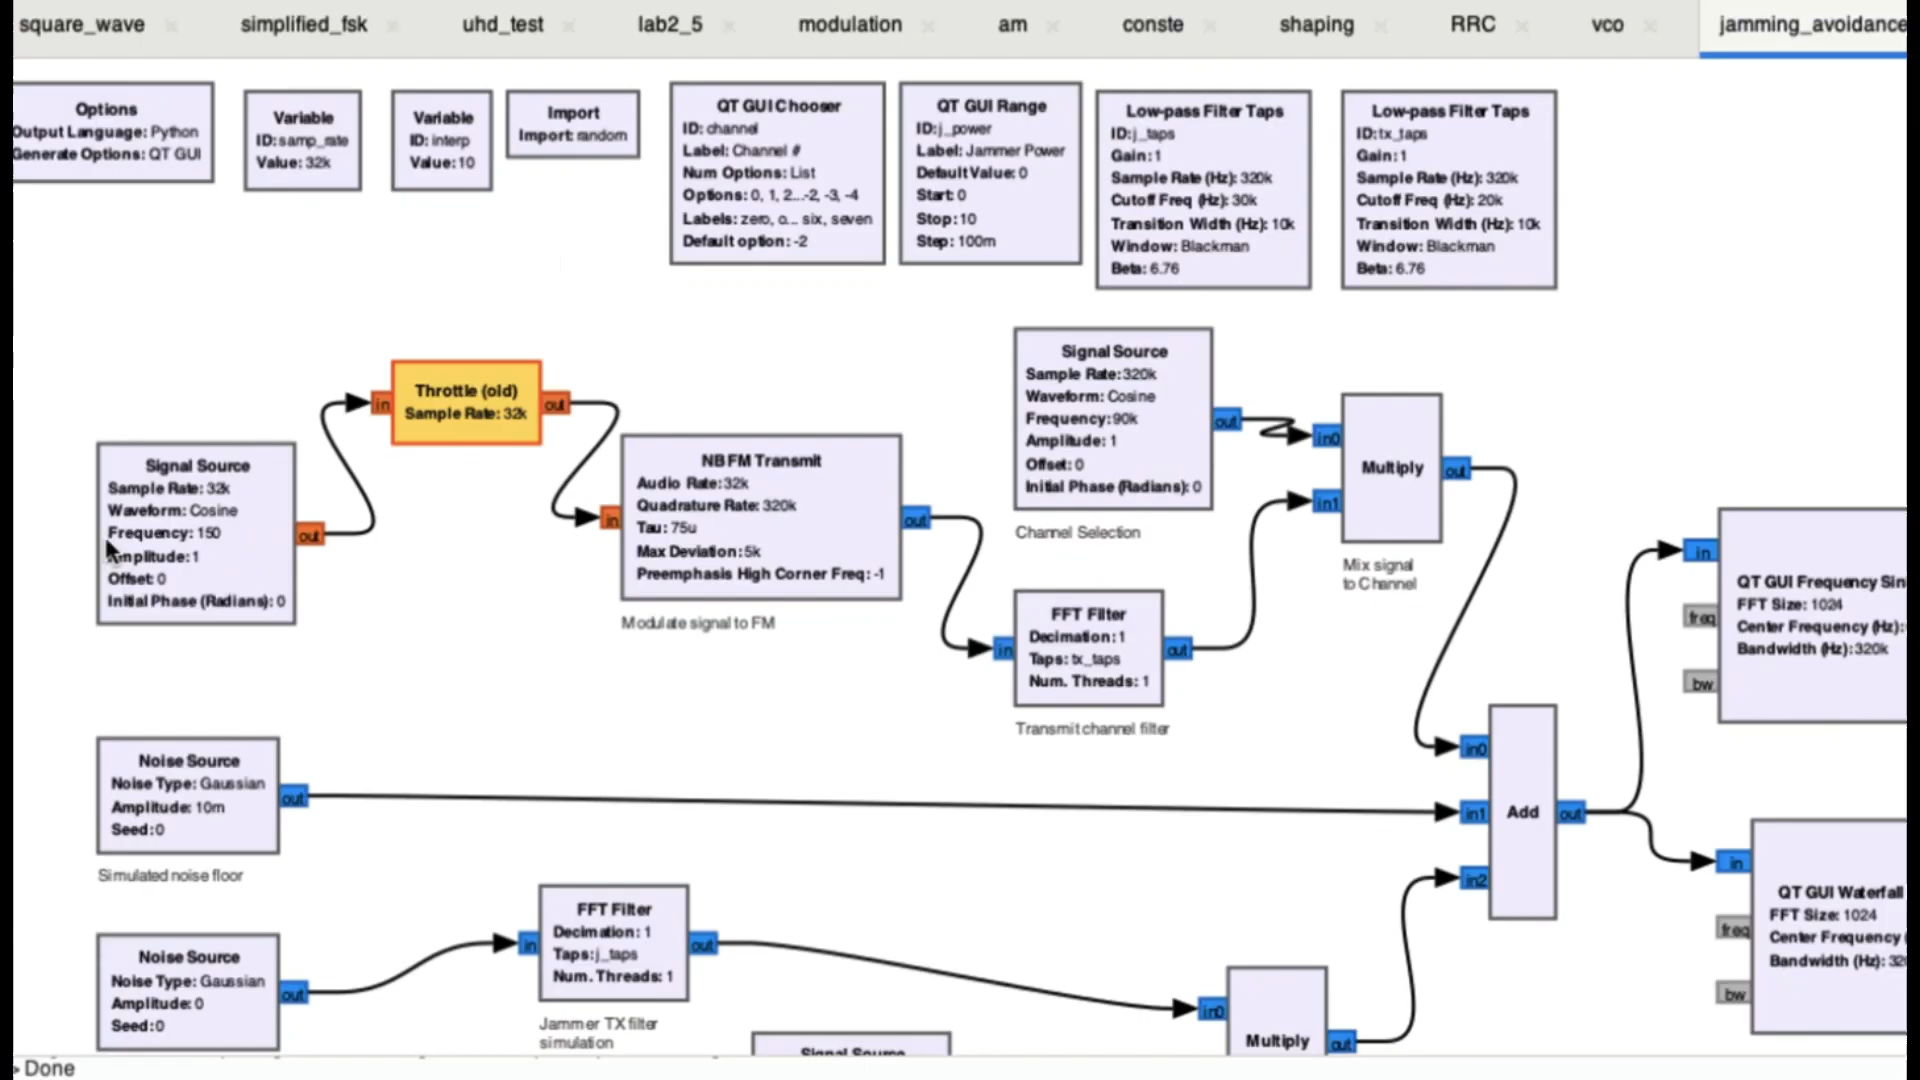 square_wave
simplified_fsk
uhd_test
lab2_5
modulation
am
conste
shaping
RRC
vco
jamming_avoidance
Options
Output Language: Python
Generate Options: QT GUI
Variable
ID: samp_rate
Value: 32k
Variable
ID: interp
Value: 10
Import
Import: random
QT GUI Chooser
ID: channel
Label: Channel #
Num Options: List
Options: 0, 1, 2...-2, -3, -4
Labels: zero, o... six, seven
Default option: -2
QT GUI Range
ID: j_power
Label: Jammer Power
Default Value: 0
Start: 0
Stop: 10
Step: 100m
Low-pass Filter Taps
ID: j_taps
Gain: 1
Sample Rate (Hz): 320k
Cutoff Freq (Hz): 30k
Transition Width (Hz): 10k
Window: Blackman
Beta: 6.76
Low-pass Filter Taps
ID: tx_taps
Gain: 1
Sample Rate (Hz): 320k
Cutoff Freq (Hz): 20k
Transition Width (Hz): 10k
Window: Blackman
Beta: 6.76
Signal Source
Sample Rate: 32k
Waveform: Cosine
Frequency: 150
Amplitude: 1
Offset: 0
Initial Phase (Radians): 0
out
in
Throttle (old)
Sample Rate: 32k
out
in
NBFM Transmit
Audio Rate: 32k
Quadrature Rate: 320k
Tau: 75u
Max Deviation: 5k
Preemphasis High Corner Freq: -1
out
Modulate signal to FM
Signal Source
Sample Rate: 320k
Waveform: Cosine
Frequency: 90k
Amplitude: 1
Offset: 0
Initial Phase (Radians): 0
out
Channel Selection
in
FFT Filter
Decimation: 1
Taps: tx_taps
Num. Threads: 1
out
Transmit channel filter
in0
in1
Multiply
out
Mix signal
to Channel
in
freq
bw
QT GUI Frequency Sin
FFT Size: 1024
Center Frequency (Hz):
Bandwidth (Hz): 320k
Noise Source
Noise Type: Gaussian
Amplitude: 10m
Seed: 0
out
Simulated noise floor
in0
in1
in2
Add
out
in
freq
bw
QT GUI Waterfall
FFT Size: 1024
Center Frequency (
Bandwidth (Hz): 32
Noise Source
Noise Type: Gaussian
Amplitude: 0
Seed: 0
out
in
FFT Filter
Decimation: 1
Taps: j_taps
Num. Threads: 1
out
Jammer TX filter
simulation
Signal Source
in0
Multiply
out
Done